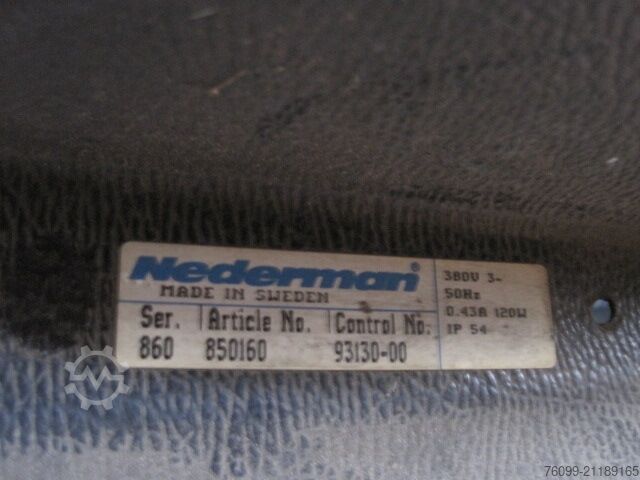 Nederman®
MADE IN SWEDEN
Ser. Article No. Control No.
860 850160 93130-00
380V 3~
50Hz
0.43A 120W
IP 54
76099-21189165